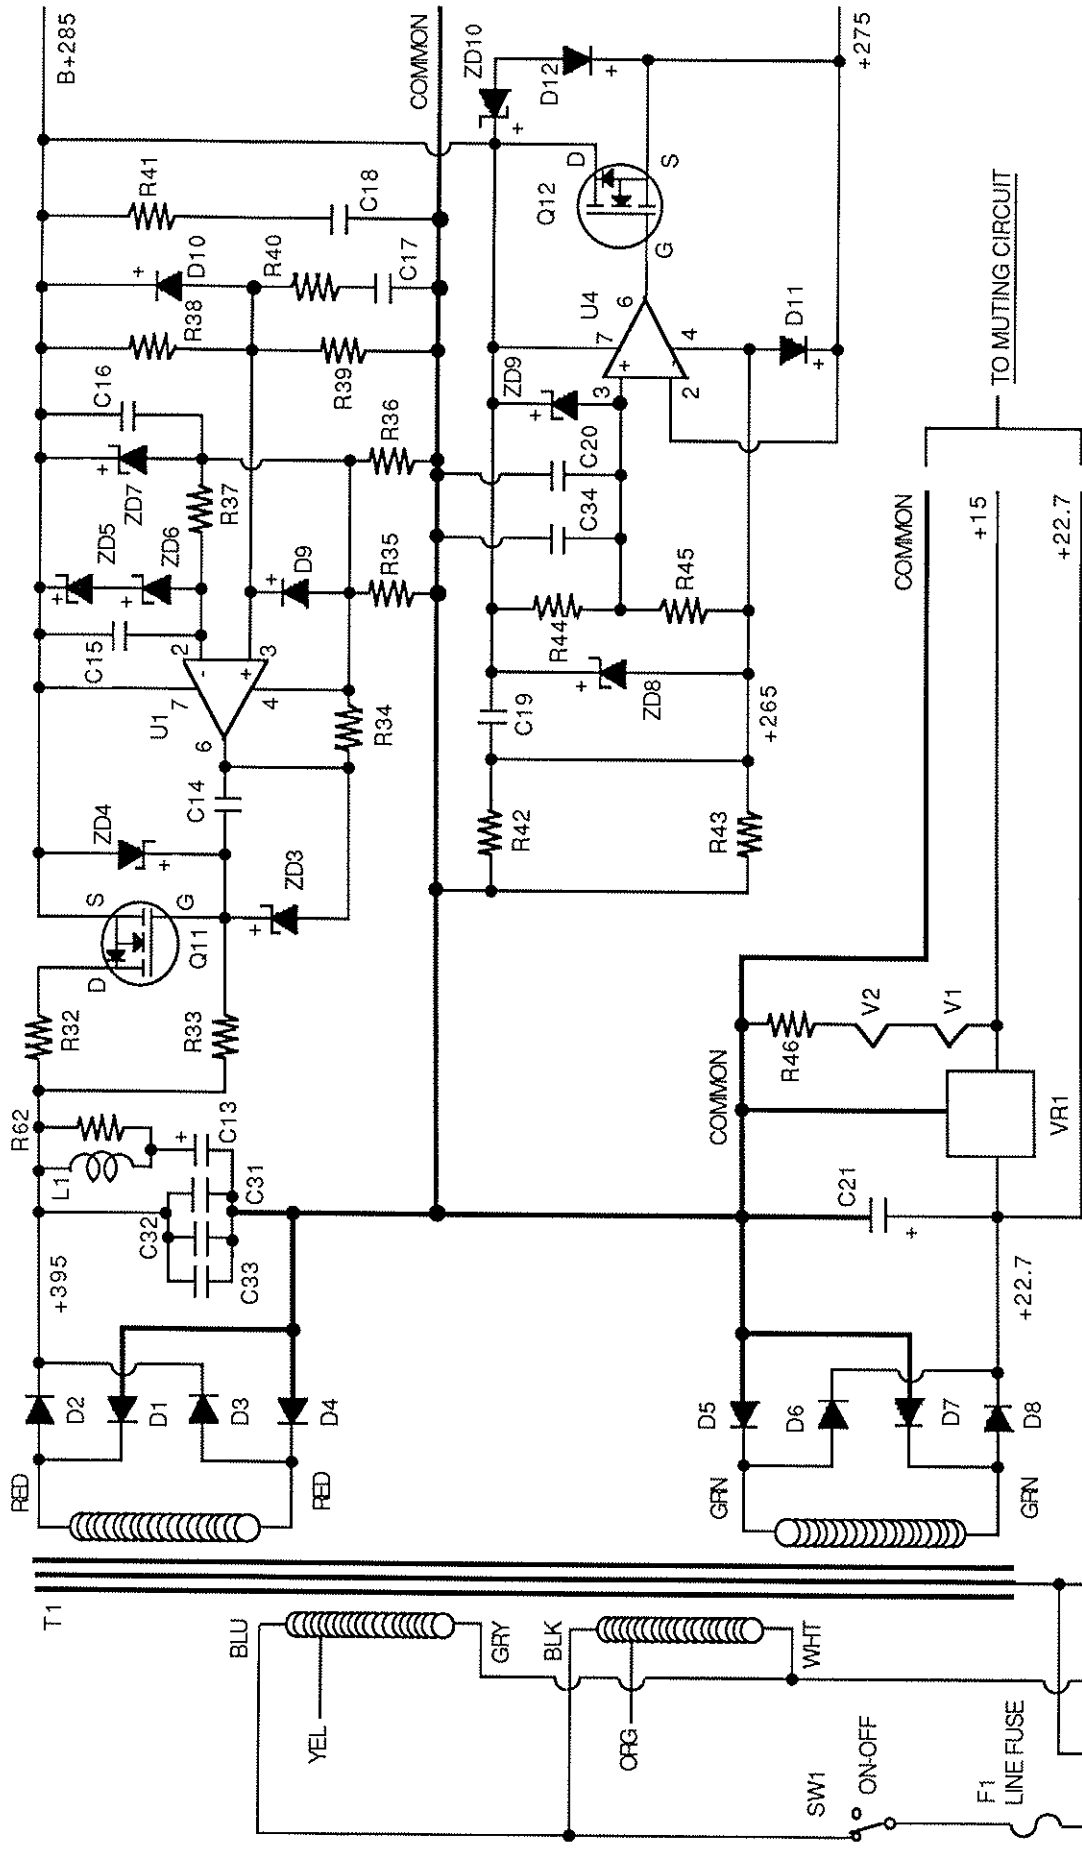 T1
BLU
YEL
GRY
BLK
ORG
WHT
SW1
ON-OFF
F1
LINE FUSE
RED
RED
D2
D1
D3
D4
+395
C32
C33
C31
C13
L1
R62
R32
R33
D
S
G
Q11
ZD4
ZD3
+
+
+
C14
U1
6
7
2
3
4
-
+
R34
C15
ZD5
ZD6
+
+
D9
+
R35
R37
ZD7
+
C16
R36
R38
R39
D10
+
R40
C17
R41
C18
B+285
COMMON
R42
R43
C19
+265
ZD8
+
R44
R45
C34
C20
ZD9
+
3
2
7
4
6
+
-
U4
D11
+
Q12
D
S
G
ZD10
+
D12
+
+275
GRN
GRN
D5
D6
D7
D8
+22.7
C21
+
COMMON
VR1
R46
V2
V1
COMMON
+15
+22.7
TO MUTING CIRCUIT